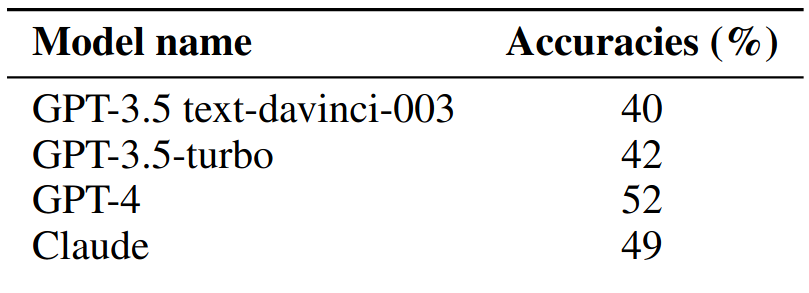 Model name Accuracies (%)
GPT-3.5 text-davinci-003 40
GPT-3.5-turbo 42
GPT-4 52
Claude 49